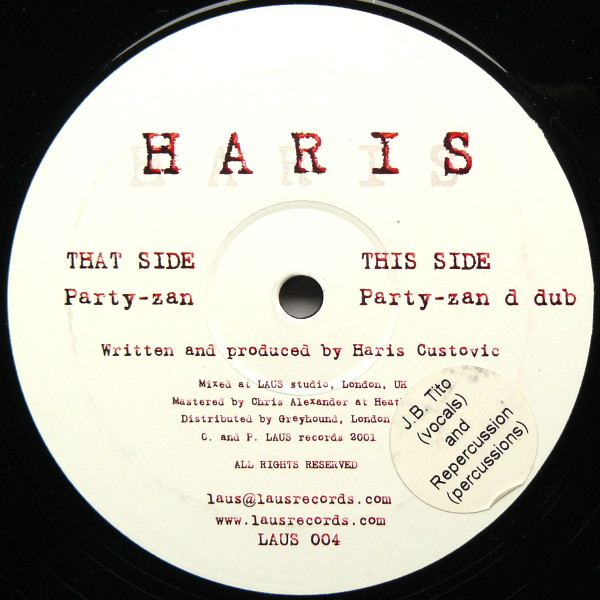 HARIS
THAT SIDE
Party-zan
THIS SIDE
Party-zan d dub
Written and produced by Haris Custovic
Mixed at LAUS studio, London, UK
Mastered by Chris Alexander at
Distributed by Greyhound, London
C. and P. LAUS records 2001
ALL RIGHTS RESERVED
laus@lausrecords.com
www.lausrecords.com
LAUS 004
J.B. Tito
(vocals)
and
Repercussion
(percussions)